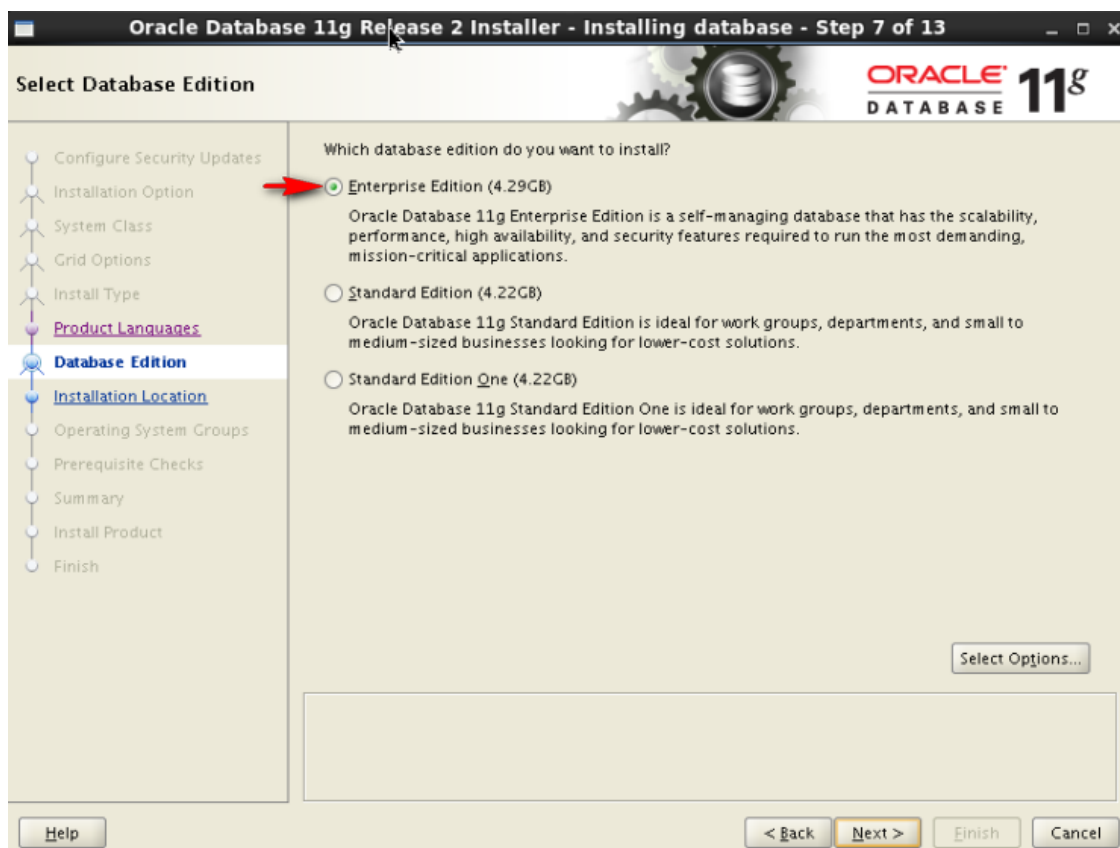 Oracle Database 11g Release 2 Installer - Installing database - Step 7 of 13
Select Database Edition
ORACLE
DATABASE
11g
Configure Security Updates
Installation Option
System Class
Grid Options
Install Type
Product Languages
Database Edition
Installation Location
Operating System Groups
Prerequisite Checks
Summary
Install Product
Finish
Which database edition do you want to install?
Enterprise Edition (4.29GB)
Oracle Database 11g Enterprise Edition is a self-managing database that has the scalability,
performance, high availability, and security features required to run the most demanding,
mission-critical applications.
Standard Edition (4.22GB)
Oracle Database 11g Standard Edition is ideal for work groups, departments, and small to
medium-sized businesses looking for lower-cost solutions.
Standard Edition One (4.22GB)
Oracle Database 11g Standard Edition One is ideal for work groups, departments, and small to
medium-sized businesses looking for lower-cost solutions.
Select Options...
Help
< Back
Next >
Finish
Cancel